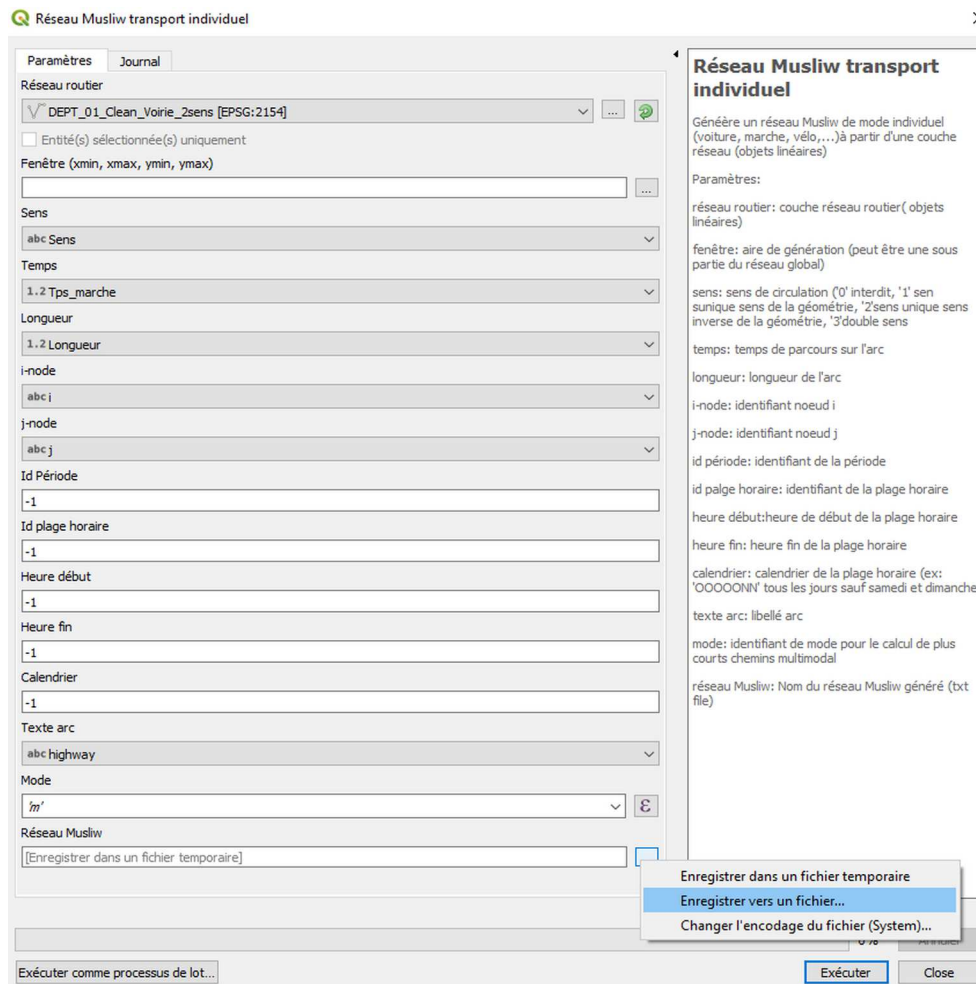 Réseau Musliw transport individuel
Paramètres
Journal
Réseau routier
DEPT_01_Clean_Voirie_2sens [EPSG:2154]
...
Entité(s) sélectionnée(s) uniquement
Fenêtre (xmin, xmax, ymin, ymax)
...
Sens
abc Sens
Temps
1.2 Tps_marche
Longueur
1.2 Longueur
i-node
abc i
j-node
abc j
Id Période
-1
Id plage horaire
-1
Heure début
-1
Heure fin
-1
Calendrier
-1
Texte arc
abc highway
Mode
'm'
ε
Réseau Musliw
[Enregistrer dans un fichier temporaire]
Enregistrer dans un fichier temporaire
Enregistrer vers un fichier...
Changer l'encodage du fichier (System)...
0%
Annuler
Exécuter comme processus de lot...
Exécuter
Close
Réseau Musliw transport
individuel
Génèère un réseau Musliw de mode individuel
(voiture, marche, vélo,...)à partir d'une couche
réseau (objets linéaires)
Paramètres:
réseau routier: couche réseau routier( objets
linéaires)
fenêtre: aire de génération (peut être une sous
partie du réseau global)
sens: sens de circulation ('0' interdit, '1' sen
sunique sens de la géométrie, '2'sens unique sens
inverse de la géométrie, '3'double sens
temps: temps de parcours sur l'arc
longueur: longueur de l'arc
i-node: identifiant noeud i
j-node: identifiant noeud j
id période: identifiant de la période
id palge horaire: identifiant de la plage horaire
heure début:heure de début de la plage horaire
heure fin: heure fin de la plage horaire
calendrier: calendrier de la plage horaire (ex:
'OOOOONN' tous les jours sauf samedi et dimanche
texte arc: libellé arc
mode: identifiant de mode pour le calcul de plus
courts chemins multimodal
réseau Musliw: Nom du réseau Musliw généré (txt
file)